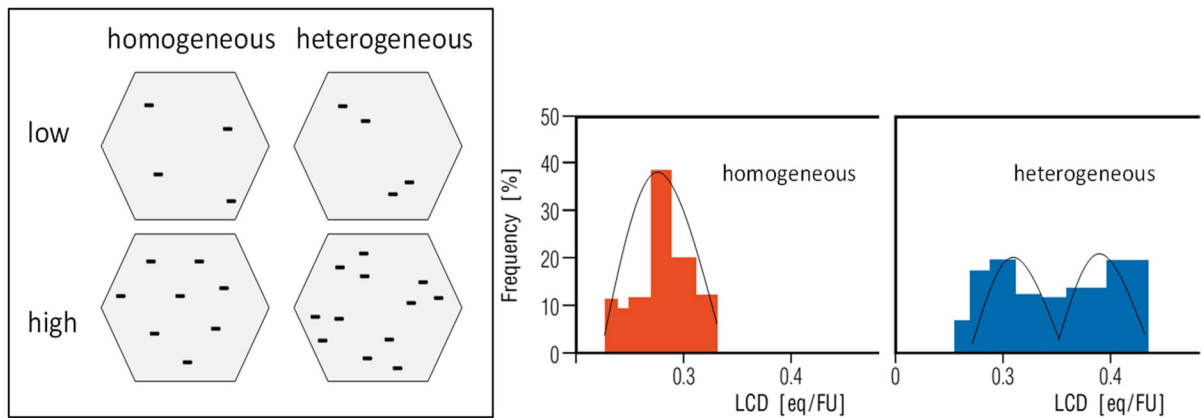 homogeneous heterogeneous
low
high
Frequency [%]
50
40
30
20
10
0
homogeneous
0.3 0.4
LCD [eq/FU]
heterogeneous
0 0.3 0.4
LCD [eq/FU]